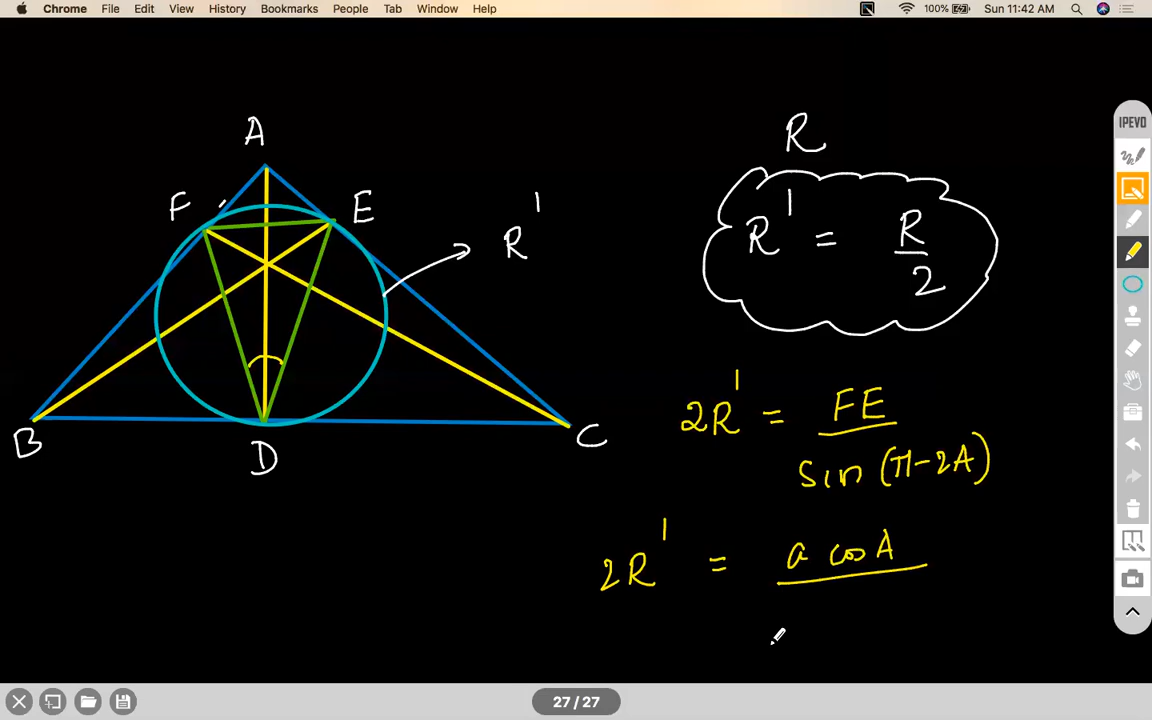 Chrome File Edit View History Bookmarks People Tab Window Help 100% Sun 11:42 AM
IPEVO
A
F E
R'
B D C
R
R' = R/2
2R' = FE / sin (π-2A)
2R' = a cos A
27 / 27